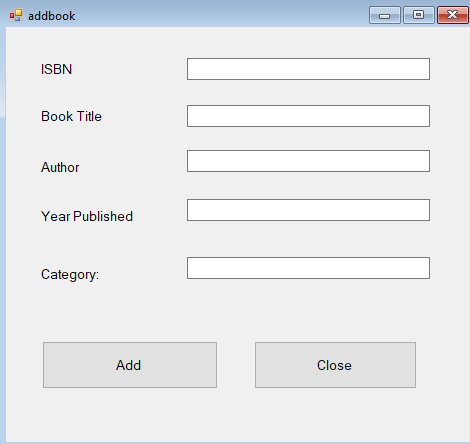 addbook
ISBN
Book Title
Author
Year Published
Category:
Add Close